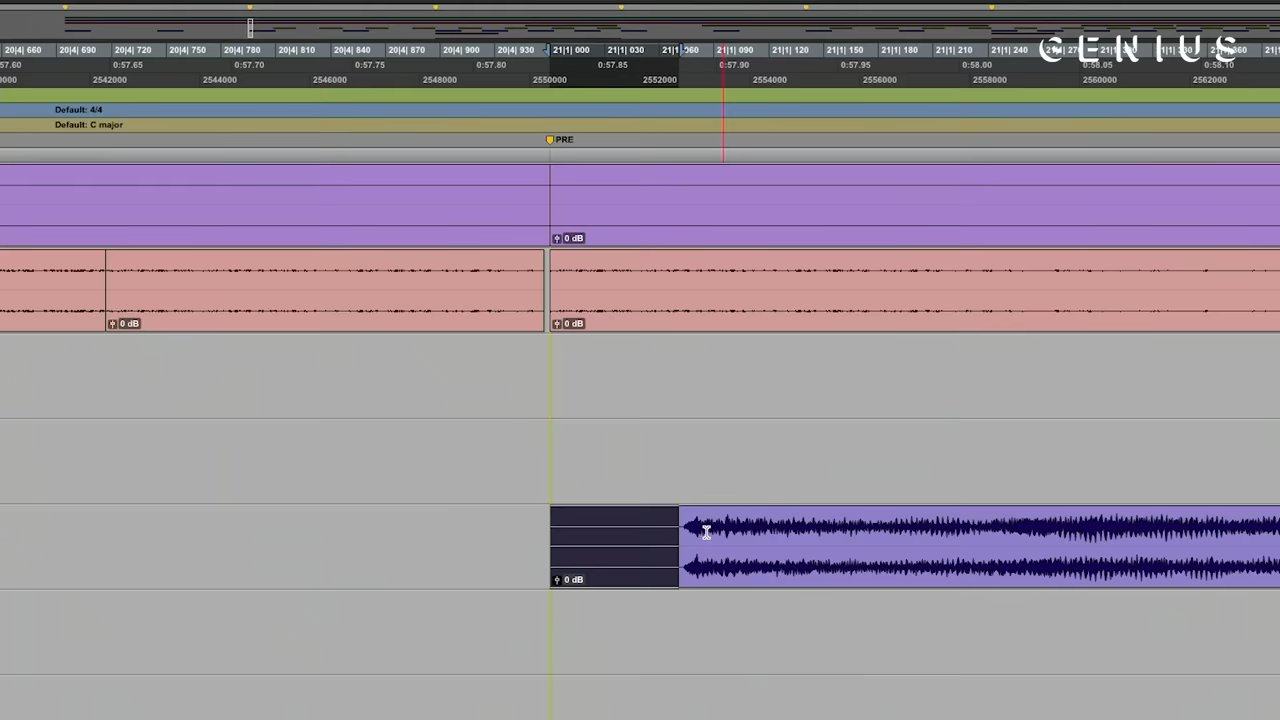 GENIUS
20|4| 660 20|4| 690 20|4| 720 20|4| 750 20|4| 780 20|4| 810 20|4| 840 20|4| 870 20|4| 900 20|4| 930 21|1| 000 21|1| 030 21|1| 060 21|1| 090 21|1| 120 21|1| 150 21|1| 180 21|1| 210 21|1| 240
0:57.65 0:57.70 0:57.75 0:57.80 0:57.85 0:57.90 0:57.95 0:58.00 0:58.05 0:58.10
2542000 2544000 2546000 2548000 2550000 2552000 2554000 2556000 2558000 2560000 2562000
Default: 4/4
Default: C major
PRE
0 dB
0 dB
0 dB
0 dB